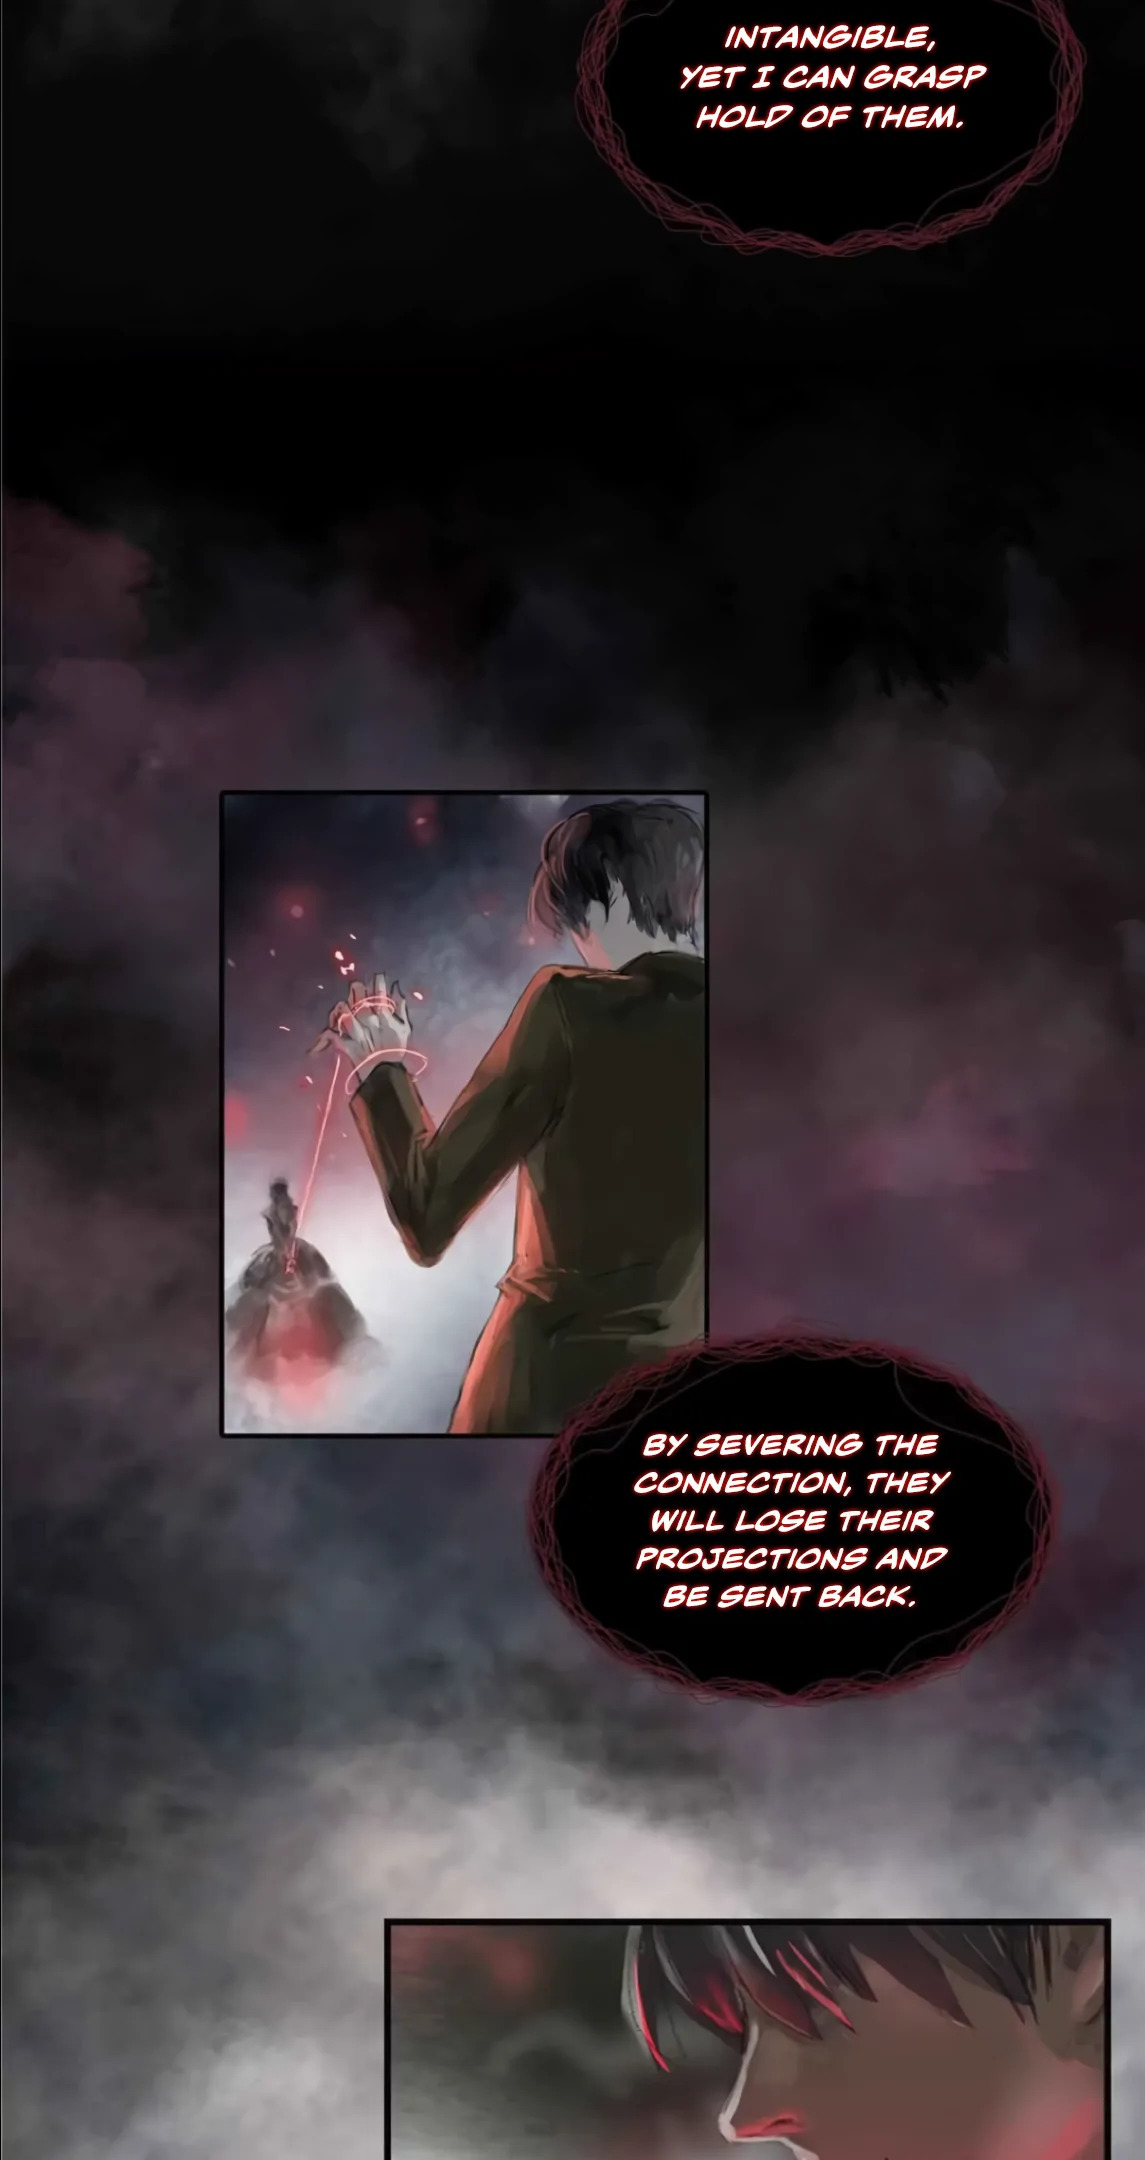 INTANGIBLE,
YET I CAN GRASP
HOLD OF THEM.
BY SEVERING THE
CONNECTION, THEY
WILL LOSE THEIR
PROJECTIONS AND
BE SENT BACK.